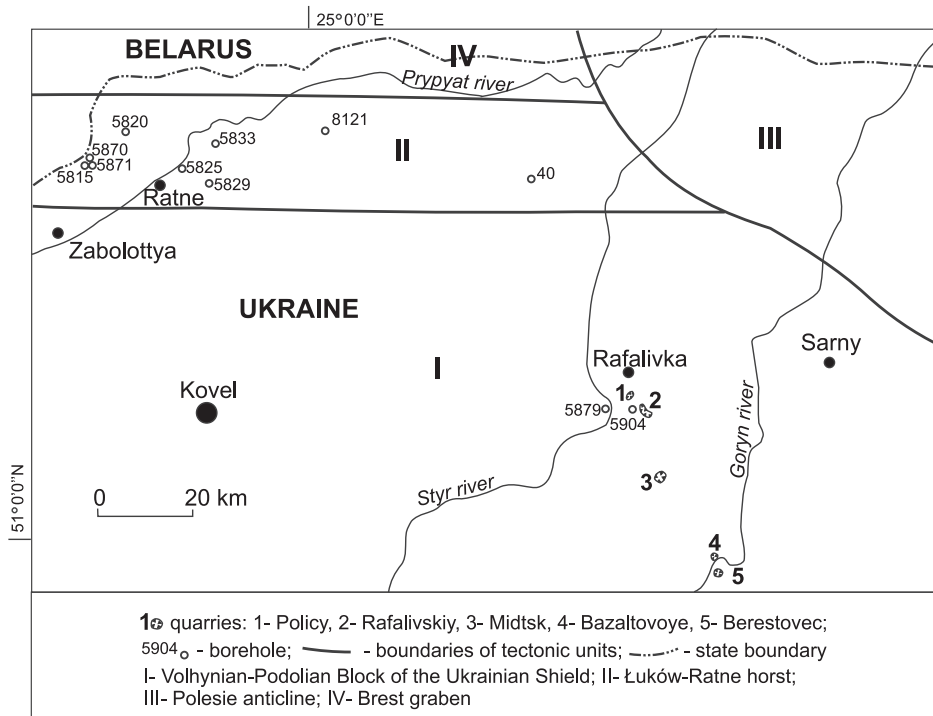 25°0'0"E
BELARUS
IV
Prypyat river
5820
8121
5833
III
5870
II
5815
5871
5825
40
5829
Ratne
Zabolottya
UKRAINE
Sarny
Rafalivka
I
Kovel
1
2
5879
5904
Goryn river
Styr river
3
0 20 km
51°0'0"N
4
5
1 quarries: 1- Policy, 2- Rafalivskiy, 3- Midtsk, 4- Bazaltovoye, 5- Berestovec;
5904 - borehole; - boundaries of tectonic units; - state boundary
I- Volhynian-Podolian Block of the Ukrainian Shield; II- Łuków-Ratne horst;
III- Polesie anticline; IV- Brest graben